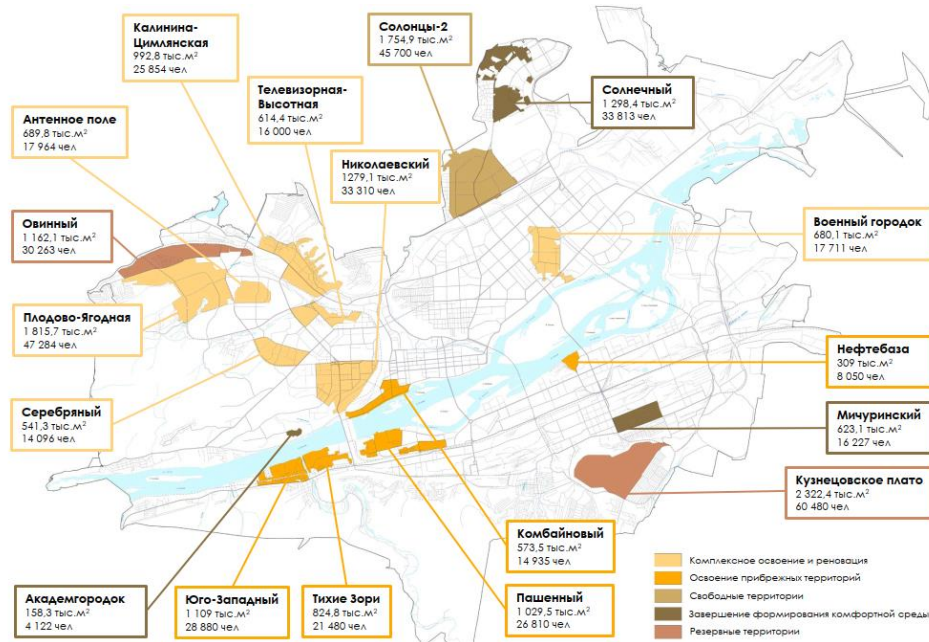 Калинина-
Цимлянская
992,8 тыс.м²
25 854 чел
Солонцы-2
1 754,9 тыс.м²
45 700 чел
Телевизорная-
Высотная
614,4 тыс.м²
16 000 чел
Солнечный
1 298,4 тыс.м²
33 813 чел
Антенное поле
689,8 тыс.м²
17 964 чел
Николаевский
1279,1 тыс.м²
33 310 чел
Овинный
1 162,1 тыс.м²
30 263 чел
Военный городок
680,1 тыс.м²
17 711 чел
Плодово-Ягодная
1 815,7 тыс.м²
47 284 чел
Нефтебаза
309 тыс.м²
8 050 чел
Серебряный
541,3 тыс.м²
14 096 чел
Мичуринский
623,1 тыс.м²
16 227 чел
Кузнецовское плато
2 322,4 тыс.м²
60 480 чел
Комбайновый
573,5 тыс.м²
14 935 чел
Академгородок
158,3 тыс.м²
4 122 чел
Юго-Западный
1 109 тыс.м²
28 880 чел
Тихие Зори
824,8 тыс.м²
21 480 чел
Пашенный
1 029,5 тыс.м²
26 810 чел
Комплексное освоение и реновация
Освоение прибрежных территорий
Свободные территории
Завершение формирования комфортной среды
Резервные территории